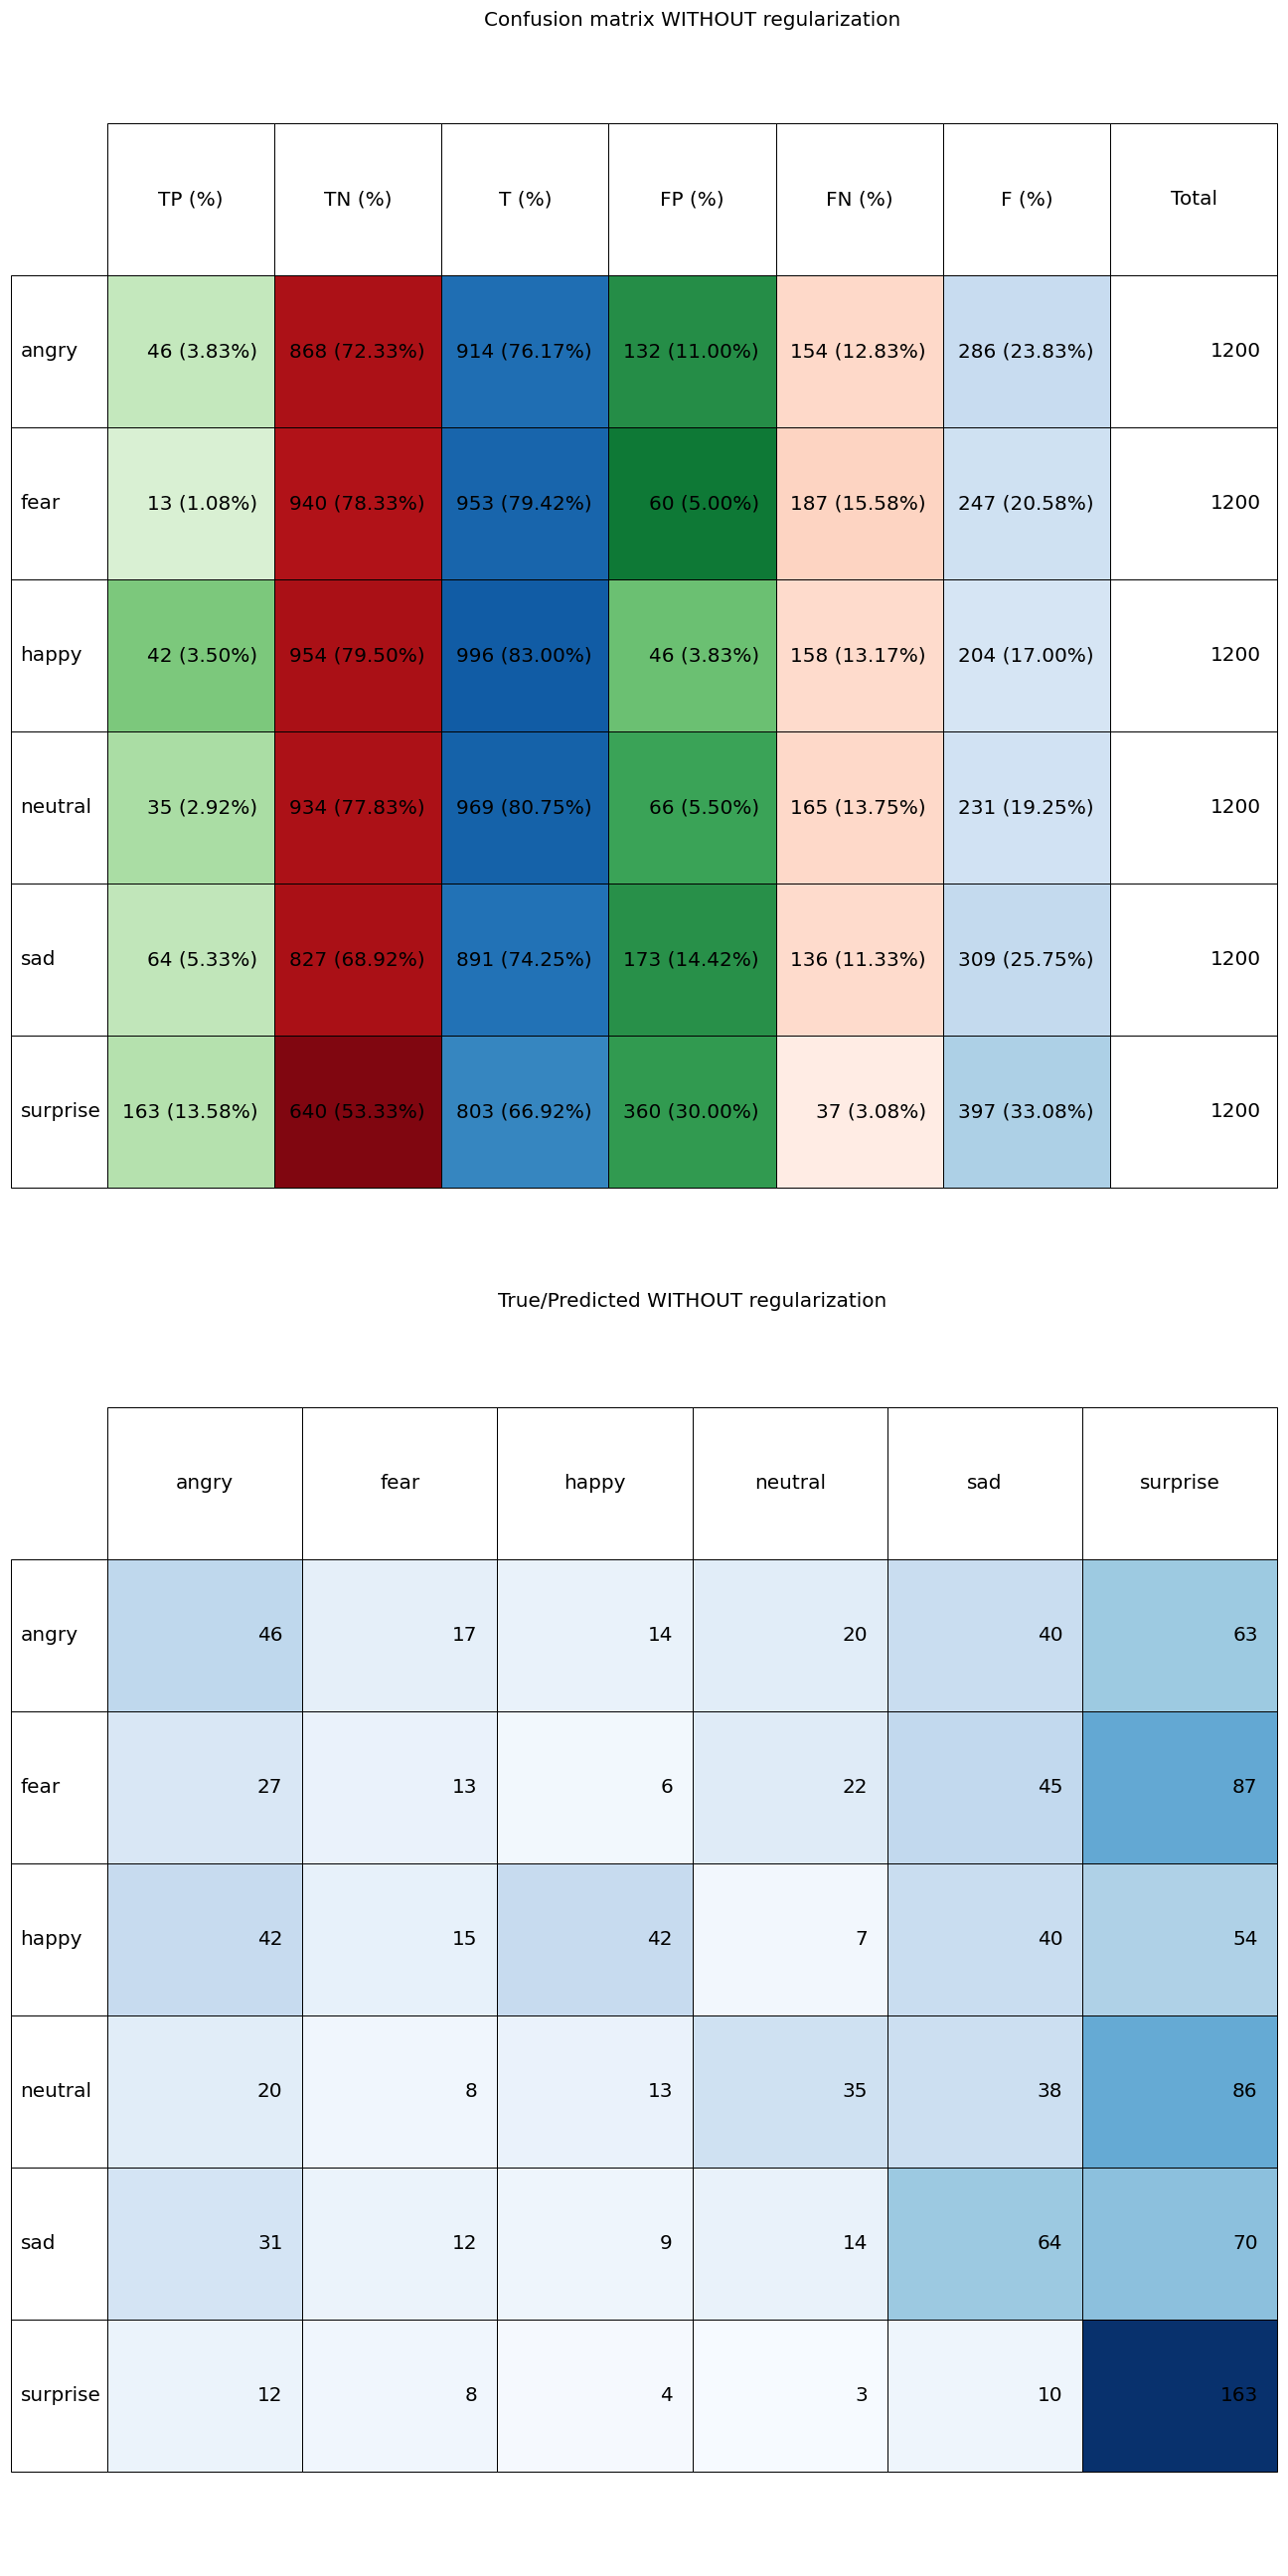 Confusion matrix WITHOUT regularization
TP (%) TN (%) T (%) FP (%) FN (%) F (%) Total
angry 46 (3.83%) 868 (72.33%) 914 (76.17%) 132 (11.00%) 154 (12.83%) 286 (23.83%) 1200
fear 13 (1.08%) 940 (78.33%) 953 (79.42%) 60 (5.00%) 187 (15.58%) 247 (20.58%) 1200
happy 42 (3.50%) 954 (79.50%) 996 (83.00%) 46 (3.83%) 158 (13.17%) 204 (17.00%) 1200
neutral 35 (2.92%) 934 (77.83%) 969 (80.75%) 66 (5.50%) 165 (13.75%) 231 (19.25%) 1200
sad 64 (5.33%) 827 (68.92%) 891 (74.25%) 173 (14.42%) 136 (11.33%) 309 (25.75%) 1200
surprise 163 (13.58%) 640 (53.33%) 803 (66.92%) 360 (30.00%) 37 (3.08%) 397 (33.08%) 1200
True/Predicted WITHOUT regularization
angry fear happy neutral sad surprise
angry 46 17 14 20 40 63
fear 27 13 6 22 45 87
happy 42 15 42 7 40 54
neutral 20 8 13 35 38 86
sad 31 12 9 14 64 70
surprise 12 8 4 3 10 163